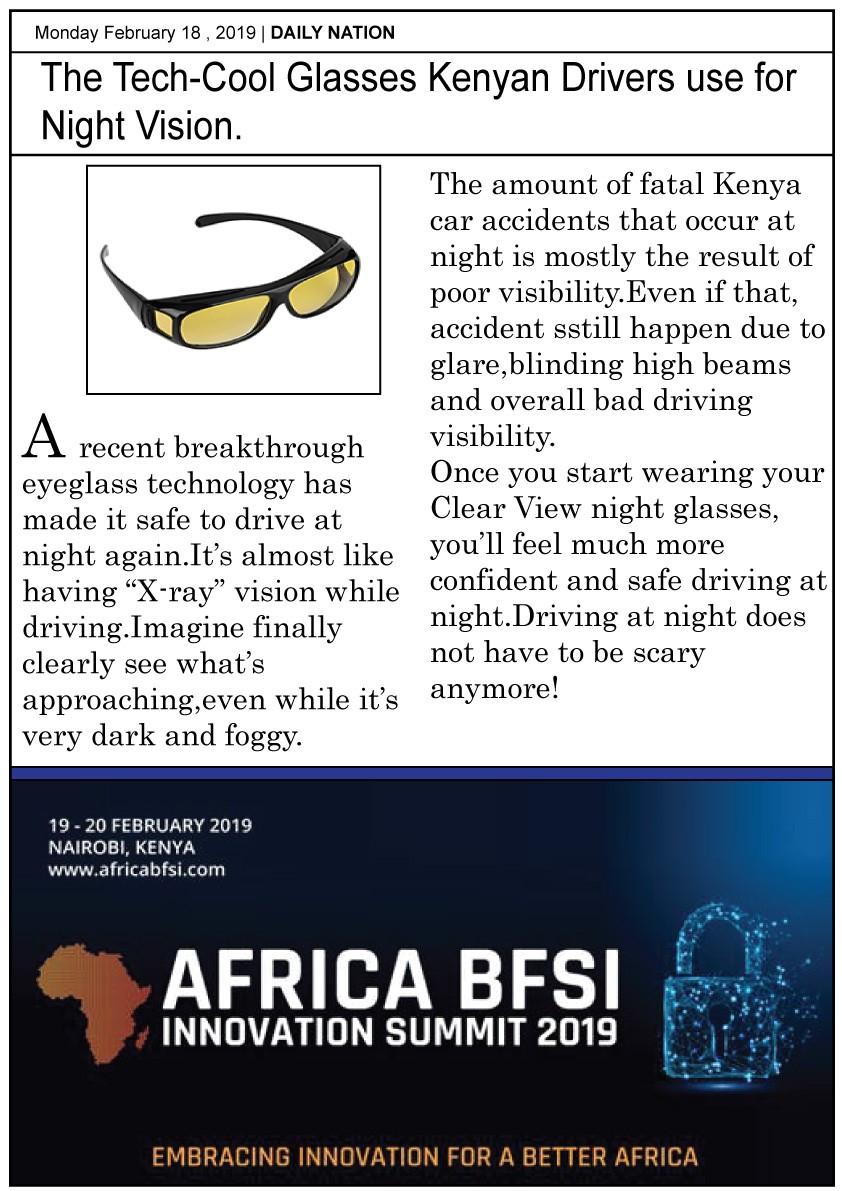 Monday February 18 , 2019 | DAILY NATION
The Tech-Cool Glasses Kenyan Drivers use for
Night Vision.
A recent breakthrough
eyeglass technology has
made it safe to drive at
night again.It's almost like
having “X-ray” vision while
driving.Imagine finally
clearly see what's
approaching,even while it's
very dark and foggy.
The amount of fatal Kenya
car accidents that occur at
night is mostly the result of
poor visibility.Even if that,
accident sstill happen due to
glare,blinding high beams
and overall bad driving
visibility.
Once you start wearing your
Clear View night glasses,
you'll feel much more
confident and safe driving at
night.Driving at night does
not have to be scary
anymore!
19 - 20 FEBRUARY 2019
NAIROBI, KENYA
www.africabfsi.com
AFRICA BFSI
INNOVATION SUMMIT 2019
EMBRACING INNOVATION FOR A BETTER AFRICA